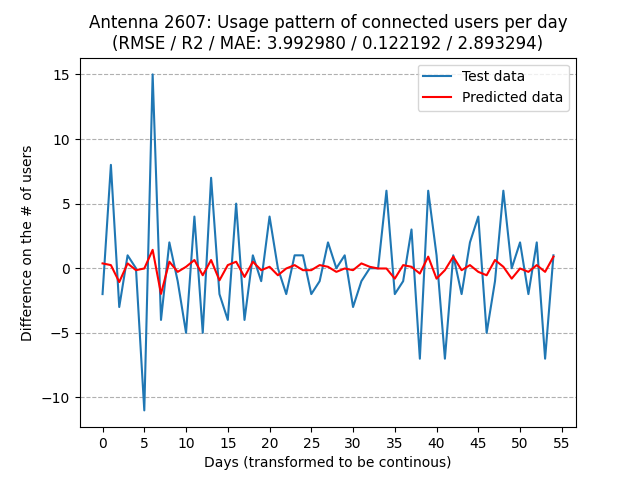 Antenna 2607: Usage pattern of connected users per day
(RMSE / R2 / MAE: 3.992980 / 0.122192 / 2.893294)
Test data
Predicted data
Difference on the # of users
15
10
5
0
−5
−10
0 5 10 15 20 25 30 35 40 45 50 55
Days (transformed to be continous)